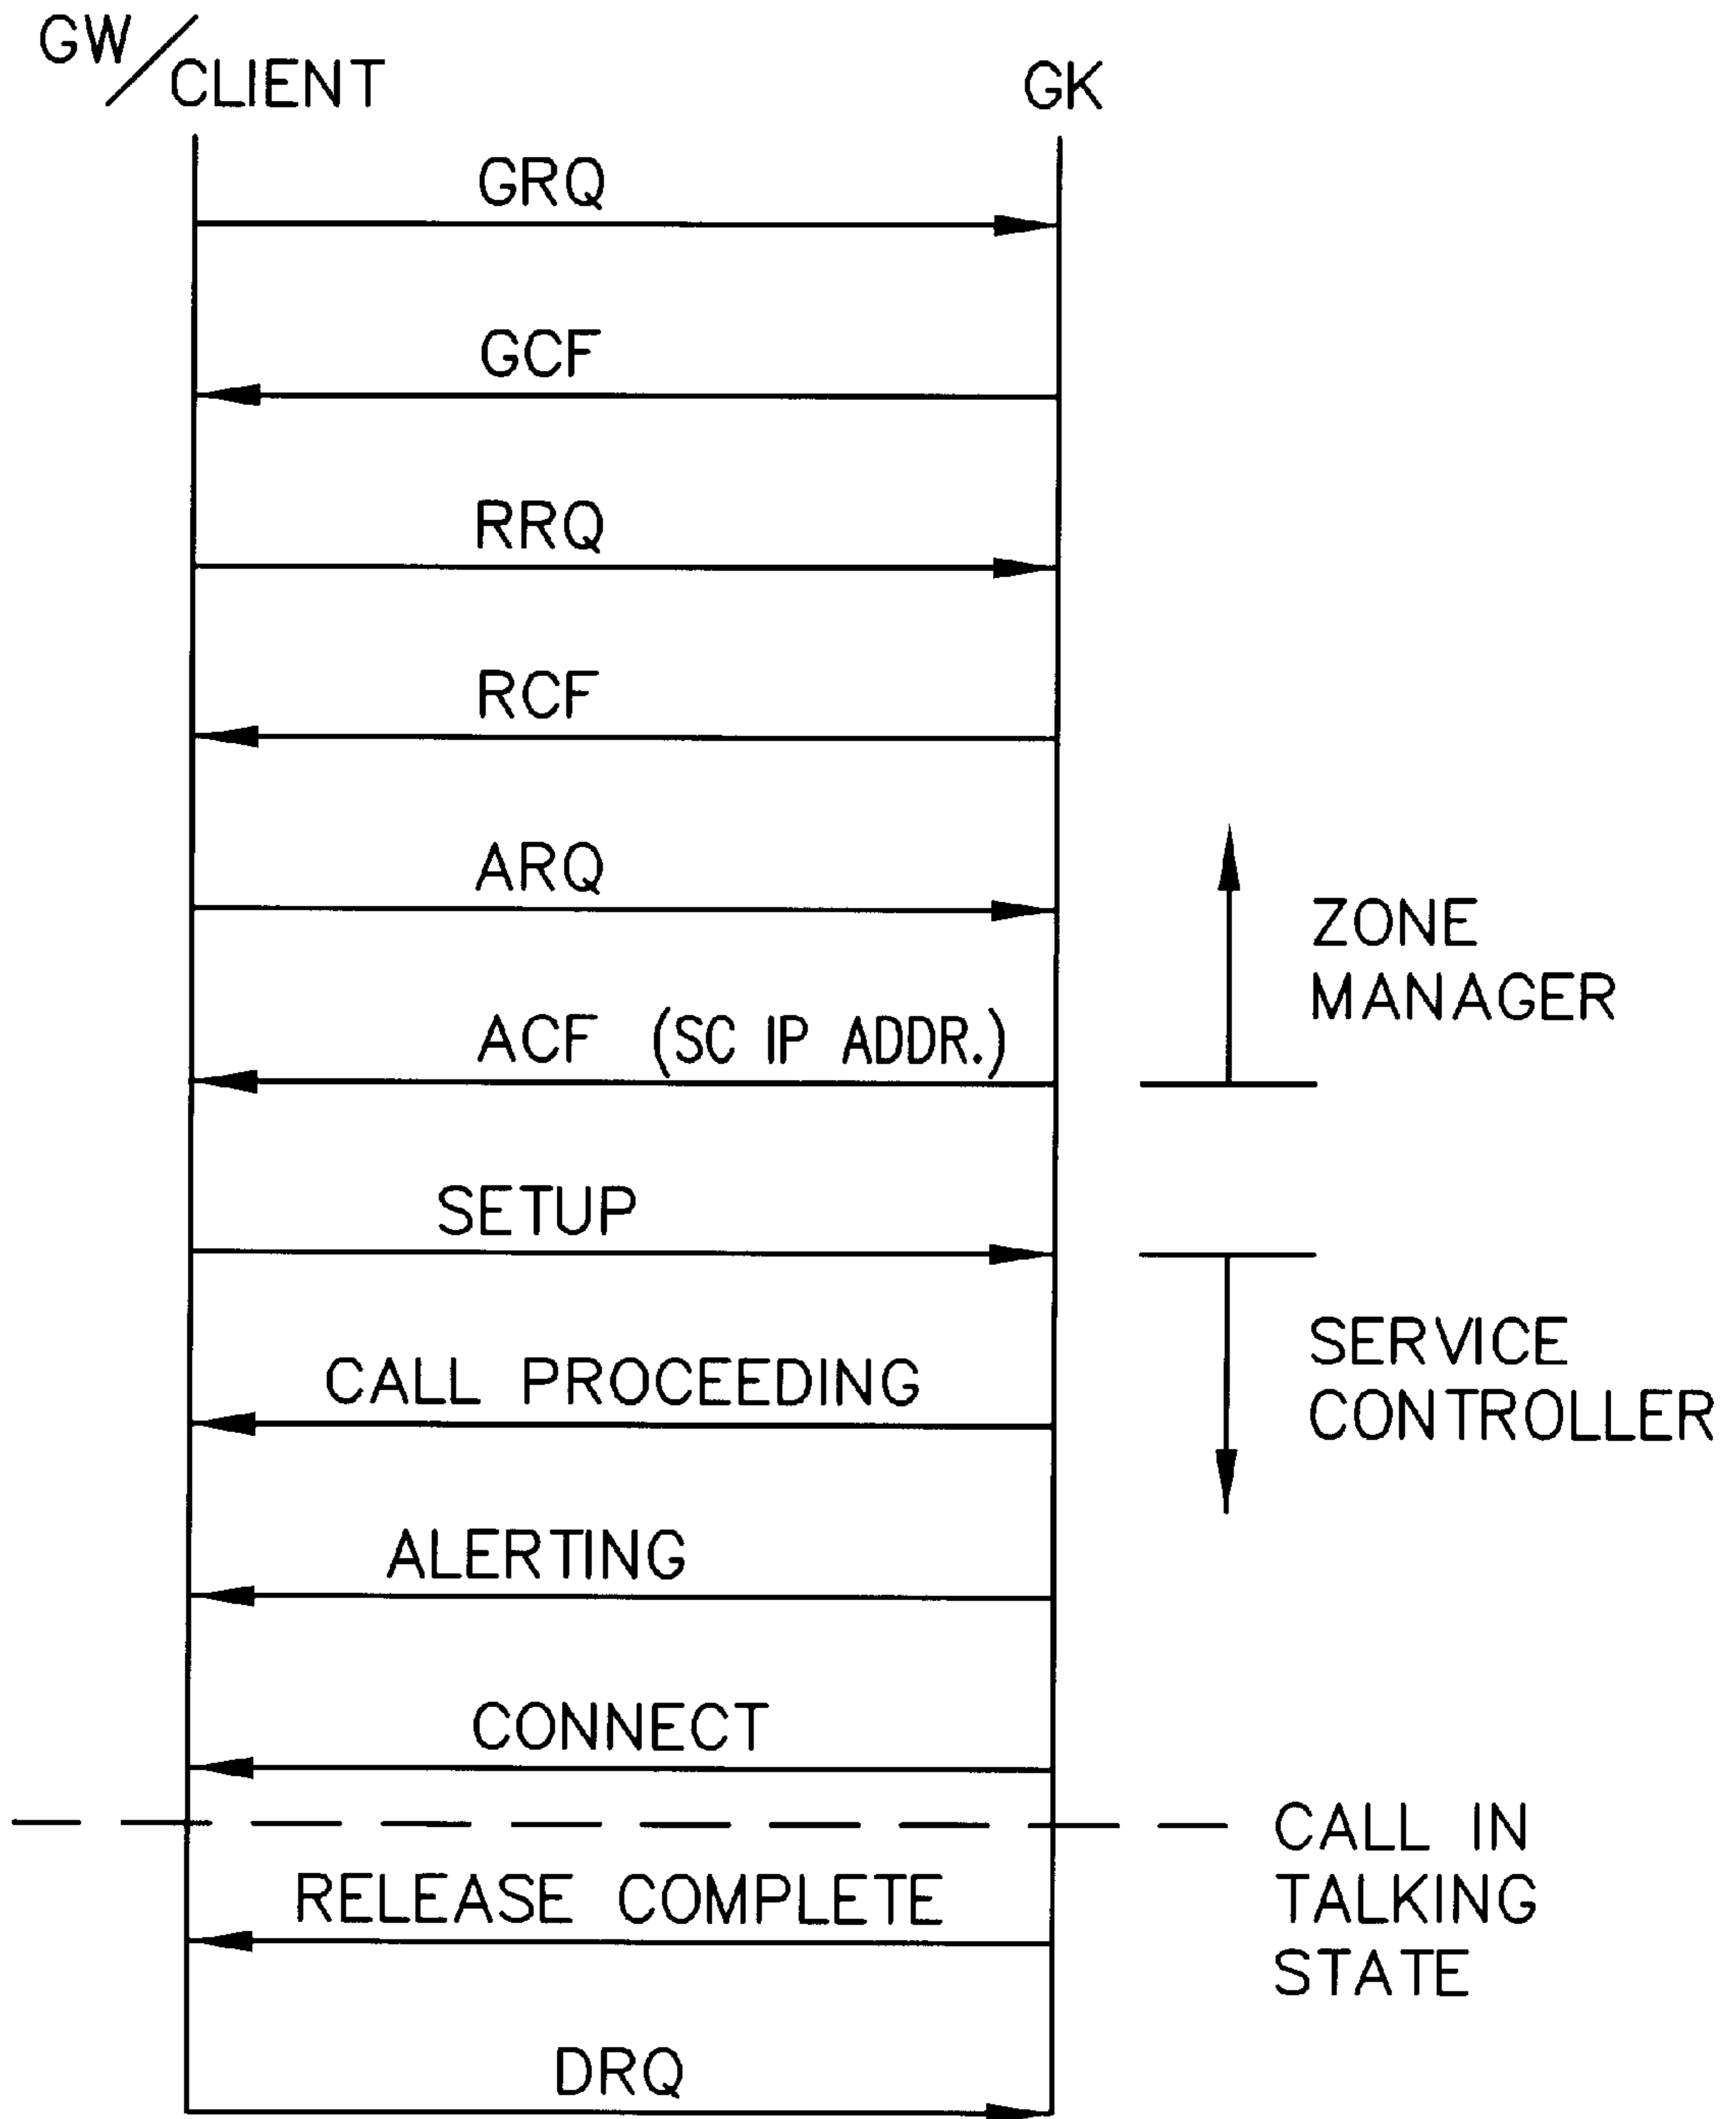 GW/CLIENT
GK
GRQ
GCF
RRQ
RCF
ARQ
ZONE
MANAGER
ACF (SC IP ADDR.)
SETUP
SERVICE
CONTROLLER
CALL PROCEEDING
ALERTING
CONNECT
CALL IN
TALKING
STATE
RELEASE COMPLETE
DRQ